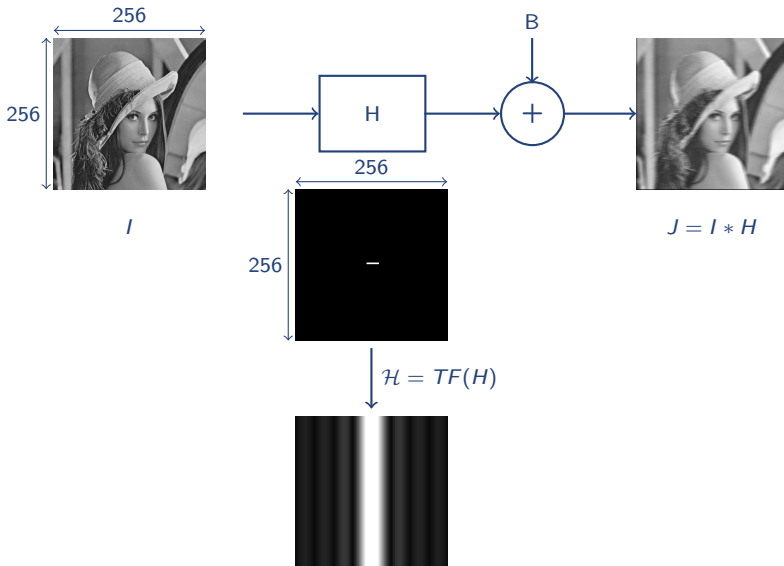 256
B
256
H
+
I
J = I ∗ H
256
256
ℋ = TF(H)